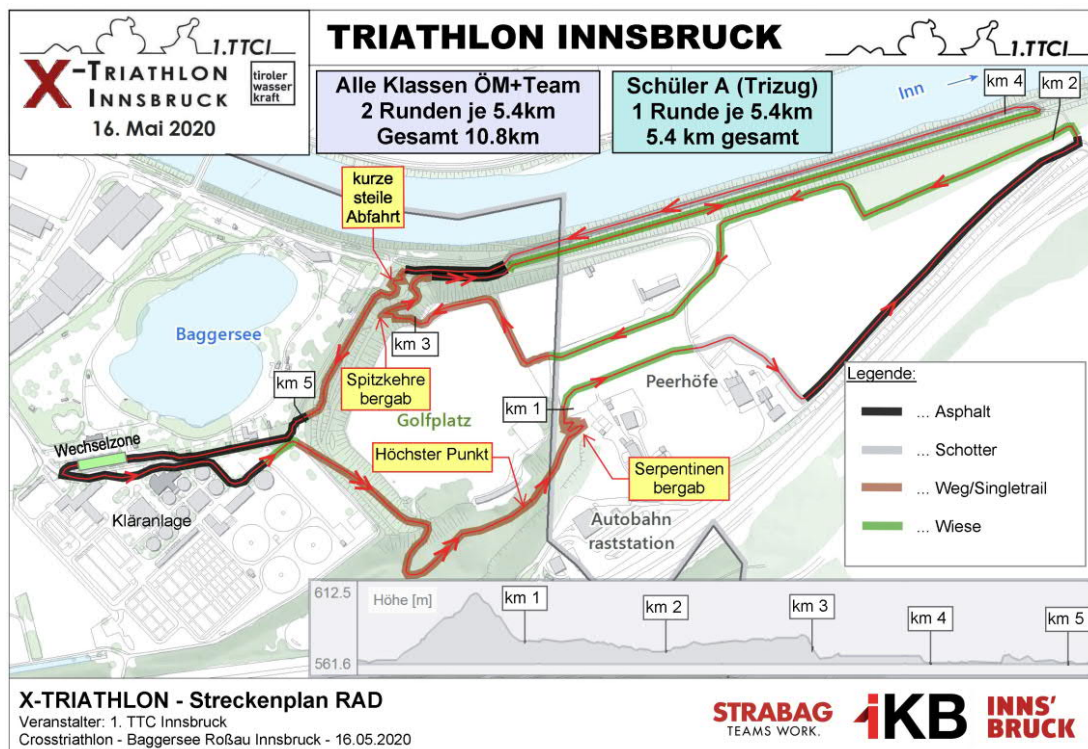 1.TTCI
X-TRIATHLON
INNSBRUCK
tiroler
wasser
kraft
16. Mai 2020
TRIATHLON INNSBRUCK
1.TTCI
Alle Klassen ÖM+Team
2 Runden je 5.4km
Gesamt 10.8km
Schüler A (Trizug)
1 Runde je 5.4km
5.4 km gesamt
Inn
km 4
km 2
kurze
steile
Abfahrt
Baggersee
km 3
Spitzkehre
bergab
km 5
Golfplatz
km 1
Peerhöfe
Wechselzone
Höchster Punkt
Serpentinen
bergab
Kläranlage
Autobahn
raststation
Legende:
... Asphalt
... Schotter
... Weg/Singletrail
... Wiese
612.5
Höhe [m]
561.6
km 1
km 2
km 3
km 4
km 5
X-TRIATHLON - Streckenplan RAD
Veranstalter: 1. TTC Innsbruck
Crosstriathlon - Baggersee Roßau Innsbruck - 16.05.2020
STRABAG
TEAMS WORK.
iKB
INNS'
BRUCK